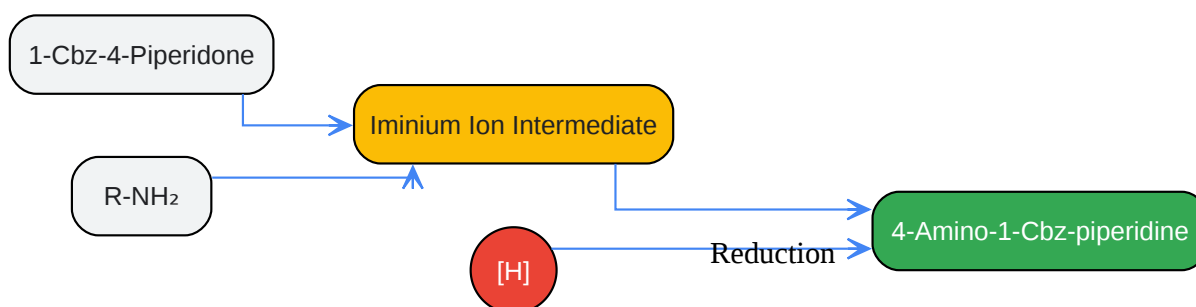 1-Cbz-4-Piperidone
Iminium Ion Intermediate
R-NH₂
4-Amino-1-Cbz-piperidine
Reduction
[H]